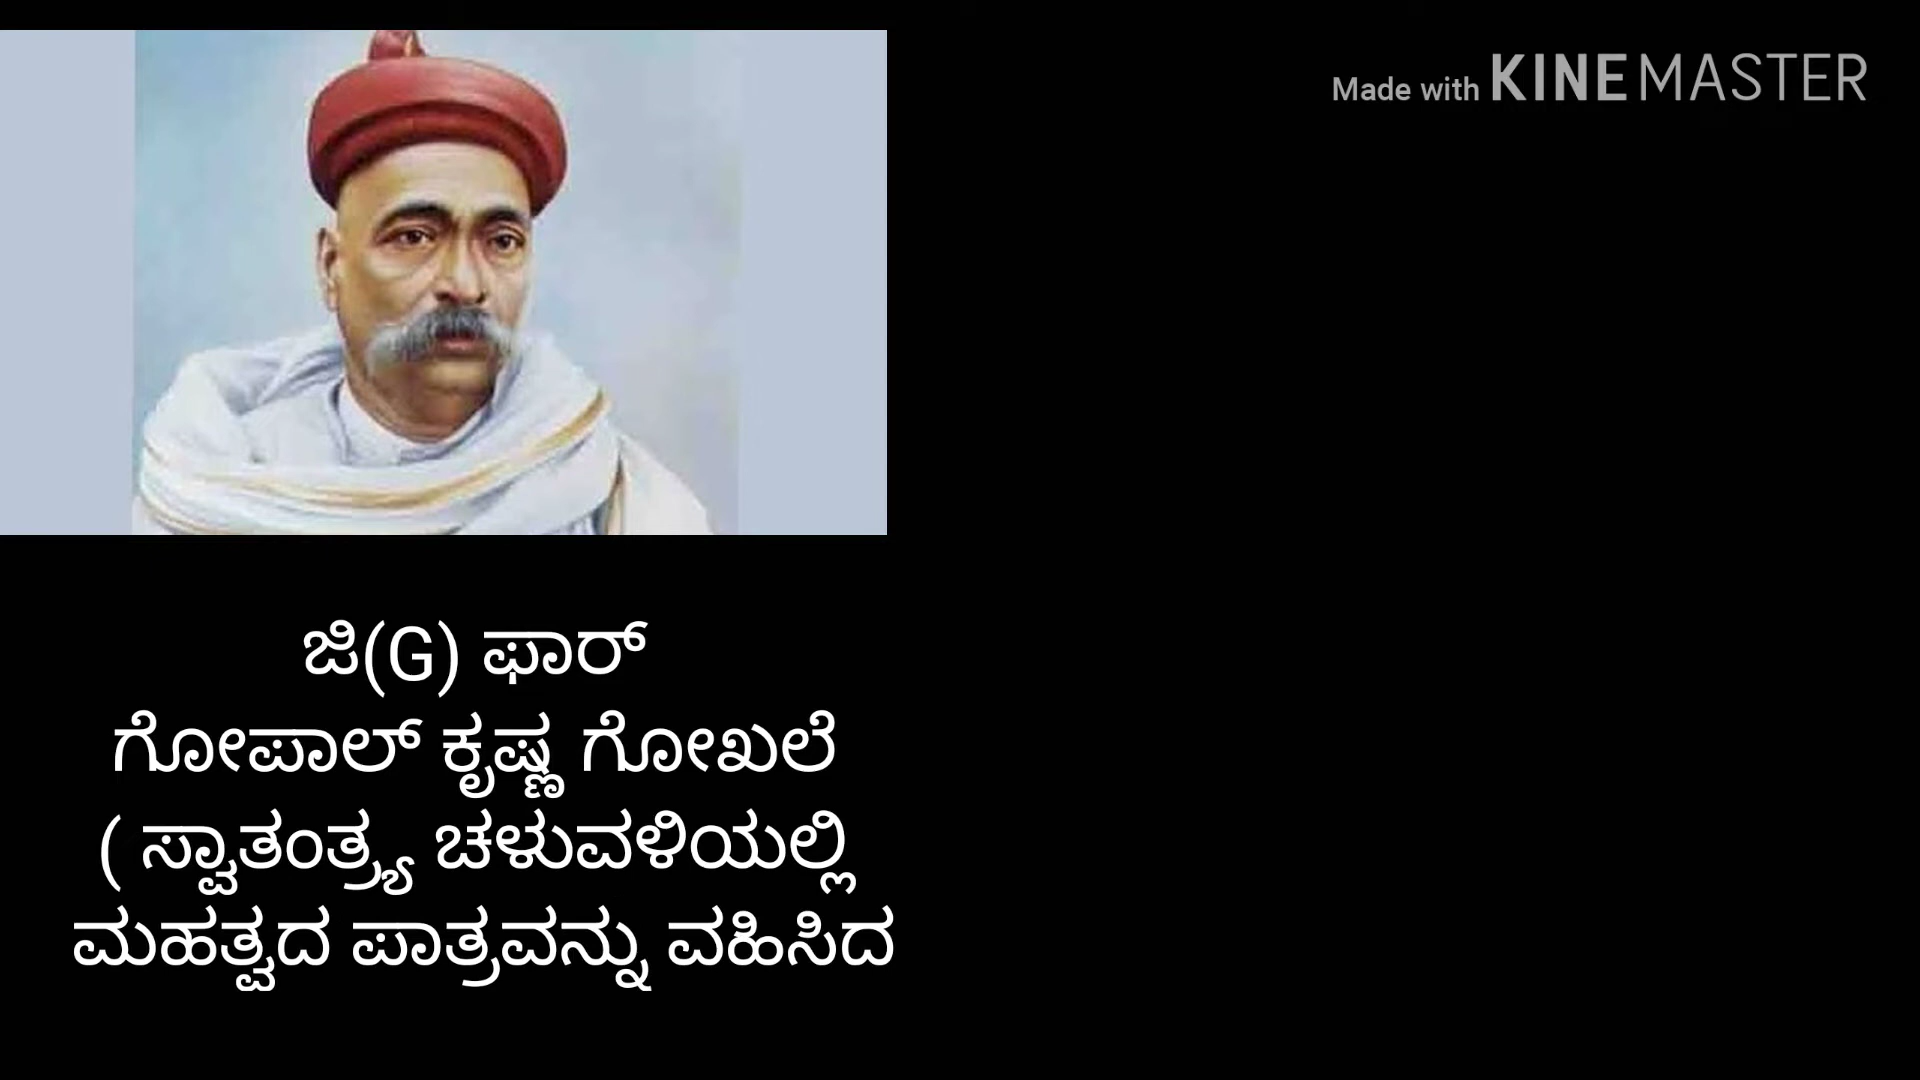 Made with KINEMASTER
ಜಿ(G) ಫಾರ್
ಗೋಪಾಲ್ ಕೃಷ್ಣ ಗೋಖಲೆ
( ಸ್ವಾತಂತ್ರ್ಯ ಚಳುವಳಿಯಲ್ಲಿ
ಮಹತ್ವದ ಪಾತ್ರವನ್ನು ವಹಿಸಿದ